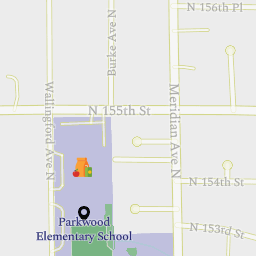 N 156th Pl
Burke Ave N
N 155th St
Wallingford Ave N
Meridian Ave N
N 154th St
Parkwood
Elementary School
N 153rd St